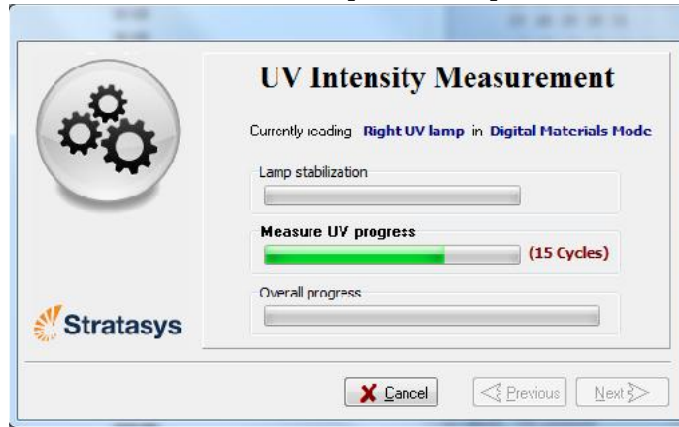 UV Intensity Measurement
Currently reading Right UV lamp in Digital Materials Mode
Lamp stabilization
Measure UV progress
(15 Cycles)
Overall progress
Stratasys
Cancel
Previous
Next